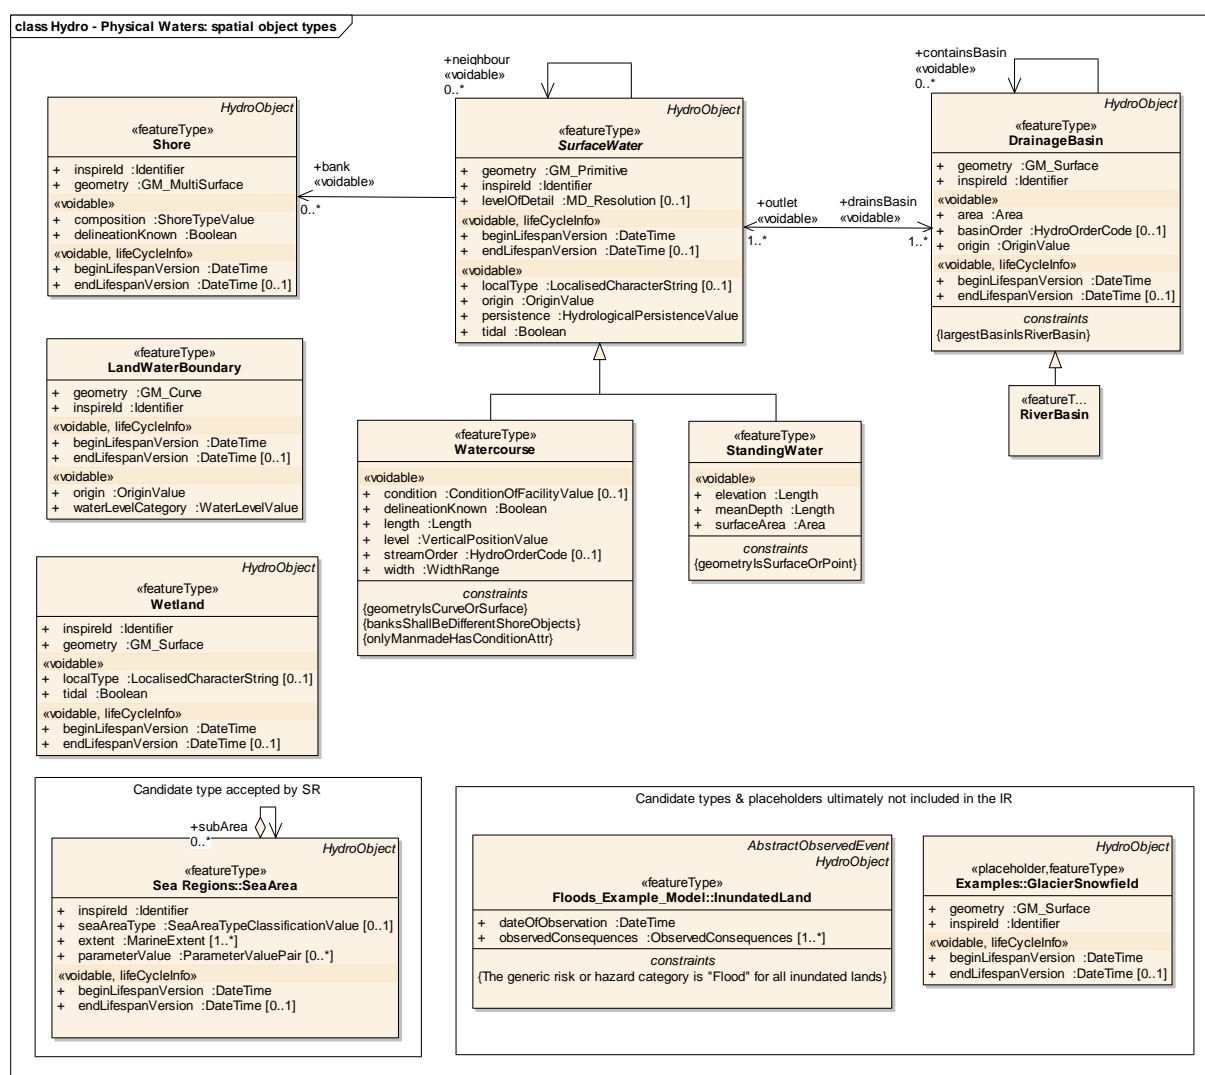 class Hydro - Physical Waters: spatial object types
+neighbour
«voidable»
0..*
+containsBasin
«voidable»
0..*
HydroObject
«featureType»
Shore
+ inspireId :Identifier
+ geometry :GM_MultiSurface
«voidable»
+ composition :ShoreTypeValue
+ delineationKnown :Boolean
«voidable, lifeCycleInfo»
+ beginLifespanVersion :DateTime
+ endLifespanVersion :DateTime [0..1]
+bank
«voidable»
0..*
HydroObject
«featureType»
SurfaceWater
+ geometry :GM_Primitive
+ inspireId :Identifier
+ levelOfDetail :MD_Resolution [0..1]
«voidable, lifeCycleInfo»
+ beginLifespanVersion :DateTime
+ endLifespanVersion :DateTime [0..1]
«voidable»
+ localType :LocalisedCharacterString [0..1]
+ origin :OriginValue
+ persistence :HydrologicalPersistenceValue
+ tidal :Boolean
+outlet
«voidable»
1..*
+drainsBasin
«voidable»
1..*
HydroObject
«featureType»
DrainageBasin
+ geometry :GM_Surface
+ inspireId :Identifier
«voidable»
+ area :Area
+ basinOrder :HydroOrderCode [0..1]
+ origin :OriginValue
«voidable, lifeCycleInfo»
+ beginLifespanVersion :DateTime
+ endLifespanVersion :DateTime [0..1]
constraints
{largestBasinIsRiverBasin}
«featureType»
LandWaterBoundary
+ geometry :GM_Curve
+ inspireId :Identifier
«voidable, lifeCycleInfo»
+ beginLifespanVersion :DateTime
+ endLifespanVersion :DateTime [0..1]
«voidable»
+ origin :OriginValue
+ waterLevelCategory :WaterLevelValue
«featureType»
Watercourse
«voidable»
+ condition :ConditionOfFacilityValue [0..1]
+ delineationKnown :Boolean
+ length :Length
+ level :VerticalPositionValue
+ streamOrder :HydroOrderCode [0..1]
+ width :WidthRange
constraints
{geometryIsCurveOrSurface}
{banksShallBeDifferentShoreObjects}
{onlyManmadeHasConditionAttr}
«featureType»
StandingWater
«voidable»
+ elevation :Length
+ meanDepth :Length
+ surfaceArea :Area
constraints
{geometryIsSurfaceOrPoint}
«featureT...
RiverBasin
HydroObject
«featureType»
Wetland
+ inspireId :Identifier
+ geometry :GM_Surface
«voidable»
+ localType :LocalisedCharacterString [0..1]
+ tidal :Boolean
«voidable, lifeCycleInfo»
+ beginLifespanVersion :DateTime
+ endLifespanVersion :DateTime [0..1]
Candidate type accepted by SR
+subArea
0..*
HydroObject
«featureType»
Sea Regions::SeaArea
+ inspireId :Identifier
+ seaAreaType :SeaAreaTypeClassificationValue [0..1]
+ extent :MarineExtent [1..*]
+ parameterValue :ParameterValuePair [0..*]
«voidable, lifeCycleInfo»
+ beginLifespanVersion :DateTime
+ endLifespanVersion :DateTime [0..1]
Candidate types & placeholders ultimately not included in the IR
AbstractObservedEvent
HydroObject
«featureType»
Floods_Example_Model::InundatedLand
+ dateOfObservation :DateTime
+ observedConsequences :ObservedConsequences [1..*]
constraints
{The generic risk or hazard category is "Flood" for all inundated lands}
HydroObject
«placeholder,featureType»
Examples::GlacierSnowfield
+ geometry :GM_Surface
+ inspireId :Identifier
«voidable, lifeCycleInfo»
+ beginLifespanVersion :DateTime
+ endLifespanVersion :DateTime [0..1]